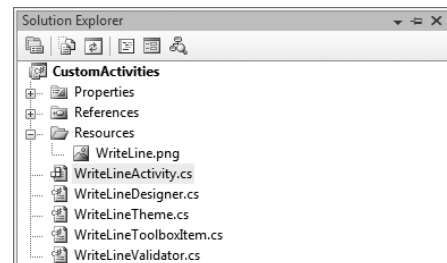 Solution Explorer
CustomActivities
Properties
References
Resources
WriteLine.png
WriteLineActivity.cs
WriteLineDesigner.cs
WriteLineTheme.cs
WriteLineToolboxItem.cs
WriteLineValidator.cs